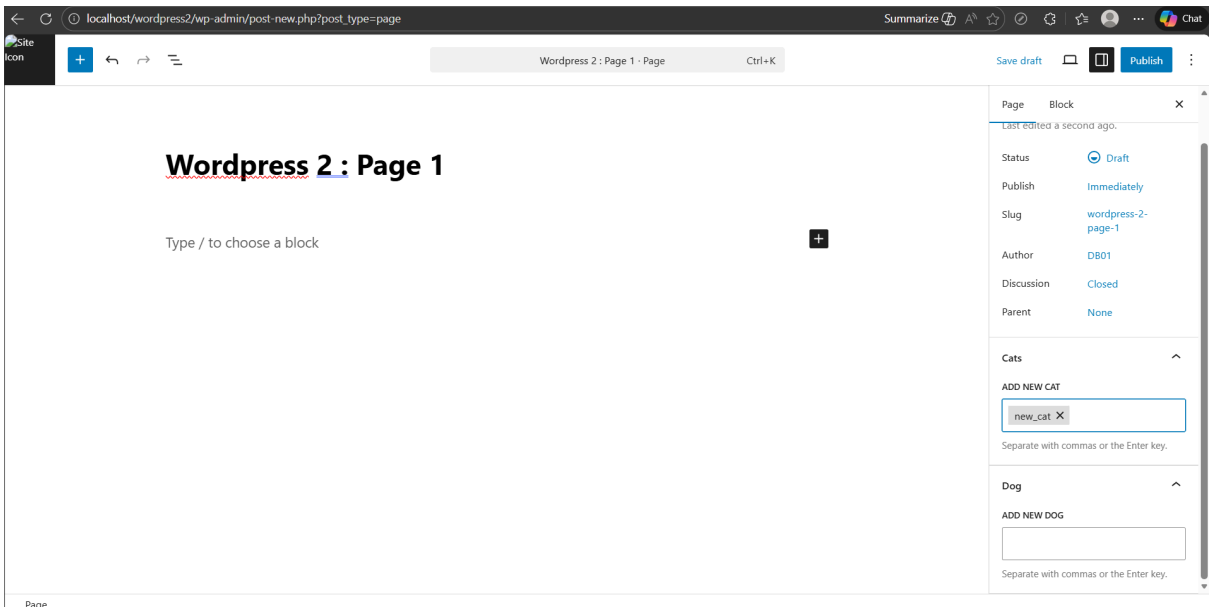 localhost/wordpress2/wp-admin/post-new.php?post_type=page
Summarize
Chat
Site
Icon
Wordpress 2 : Page 1 · Page Ctrl+K
Save draft
Publish
Page Block
Last edited a second ago.
Wordpress 2 : Page 1
Type / to choose a block
Status Draft
Publish Immediately
Slug wordpress-2-
page-1
Author DB01
Discussion Closed
Parent None
Cats
ADD NEW CAT
new_cat
Separate with commas or the Enter key.
Dog
ADD NEW DOG
Separate with commas or the Enter key.
Page